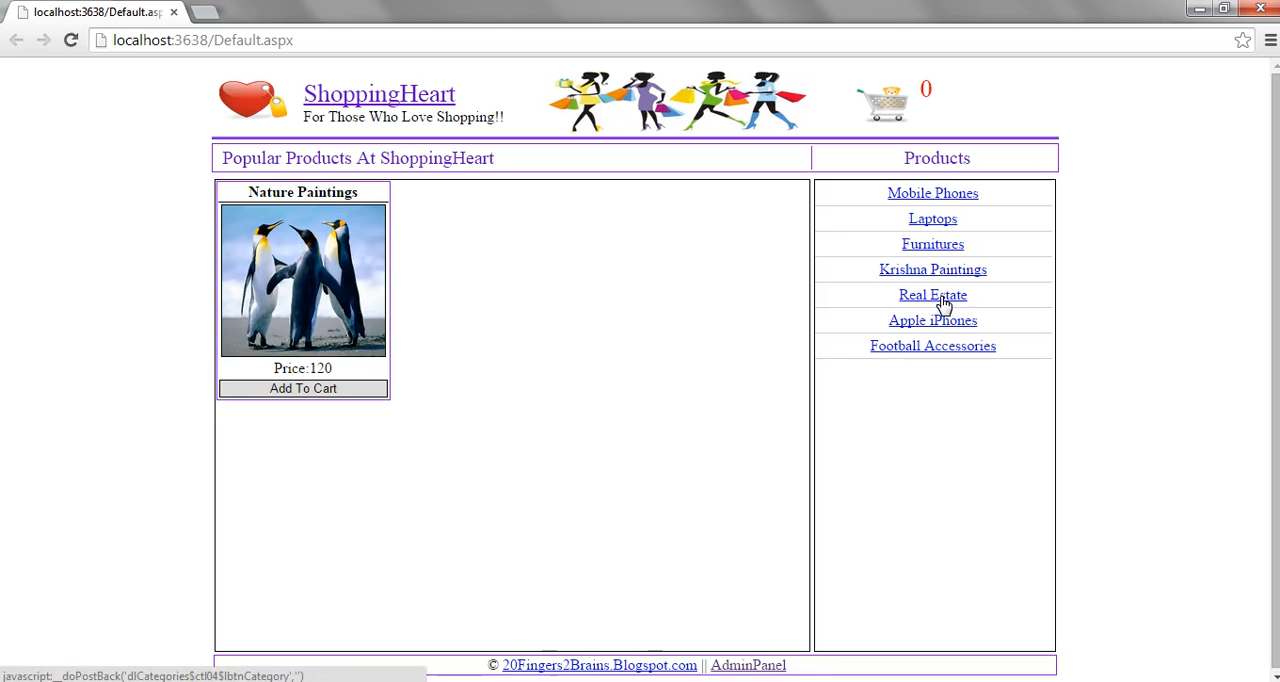 localhost:3638/Default.asp
localhost:3638/Default.aspx
ShoppingHeart
For Those Who Love Shopping!!
0
Popular Products At ShoppingHeart
Products
Nature Paintings
Price:120
Add To Cart
Mobile Phones
Laptops
Furnitures
Krishna Paintings
Real Estate
Apple iPhones
Football Accessories
© 20Fingers2Brains.Blogspot.com || AdminPanel
javascript:__doPostBack('dlCategories$ctl04$lbtnCategory','')